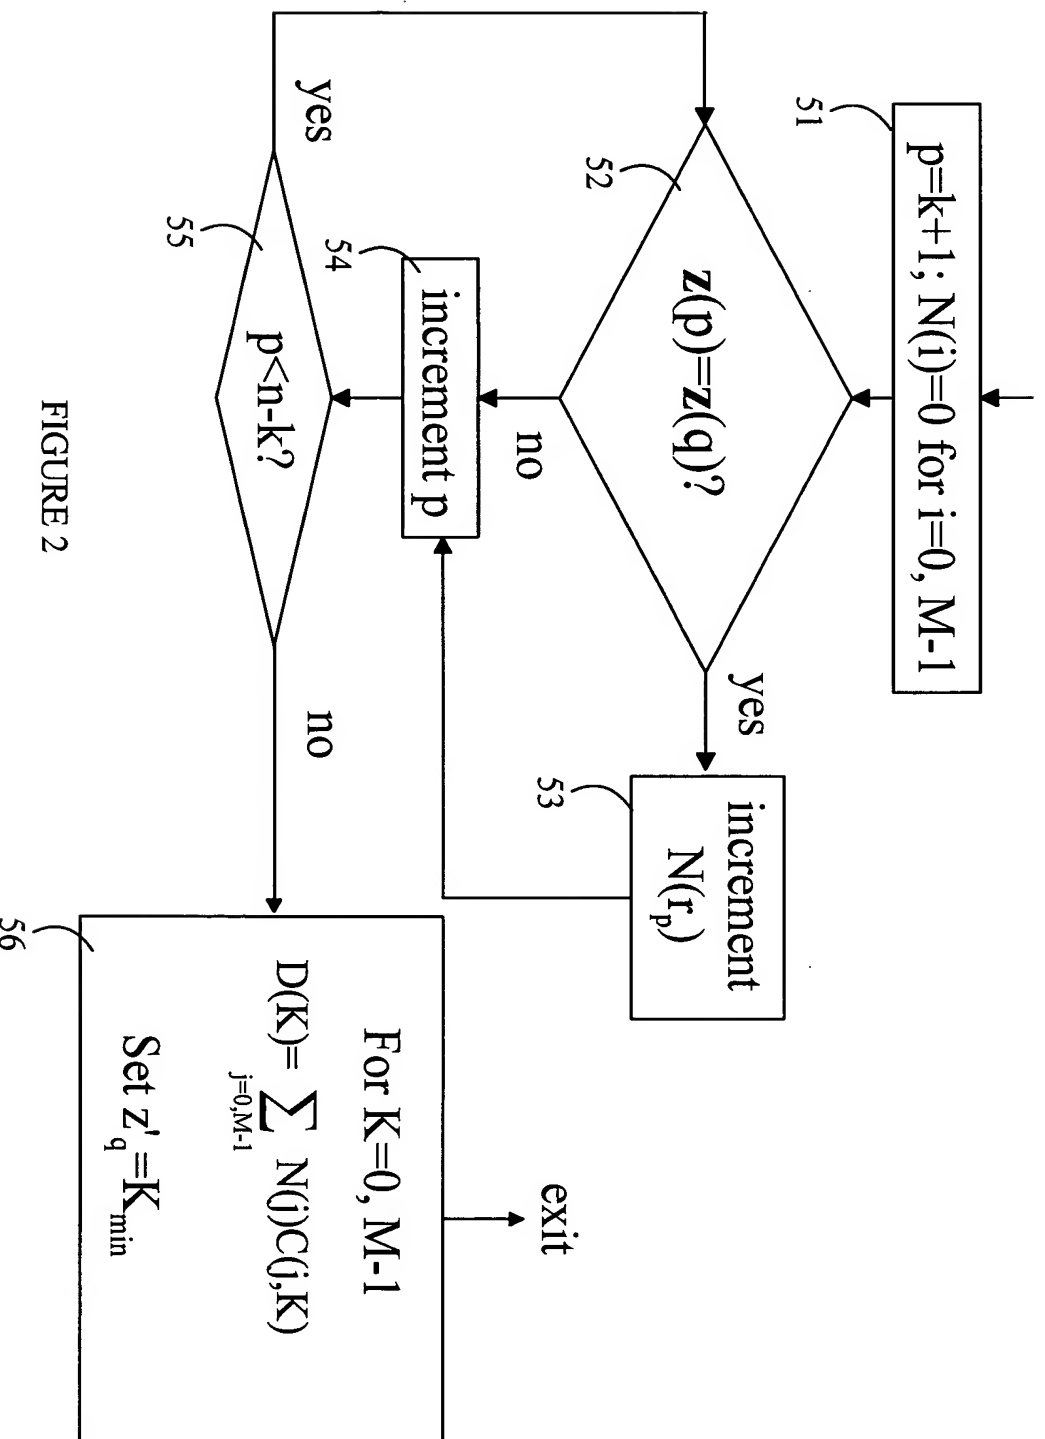 51
p=k+1; N(i)=0 for i=0, M-1
52
z(p)=z(q)?
yes
53
increment
N(r_p)
no
54
increment p
yes
55
p<n-k?
no
exit
56
For K=0, M-1
D(K)= ∑ N(j)C(j,K)
j=0,M-1
Set z'_q=K_min
FIGURE 2